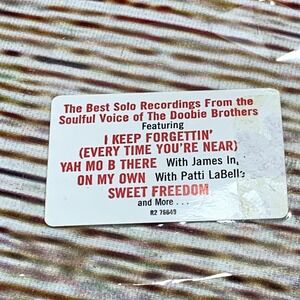 The Best Solo Recordings From the
Soulful Voice of The Doobie Brothers
Featuring
I KEEP FORGETTIN'
(EVERY TIME YOU'RE NEAR)
YAH MO B THERE With James In
ON MY OWN With Patti LaBelle
SWEET FREEDOM
and More . . .
R2 76649